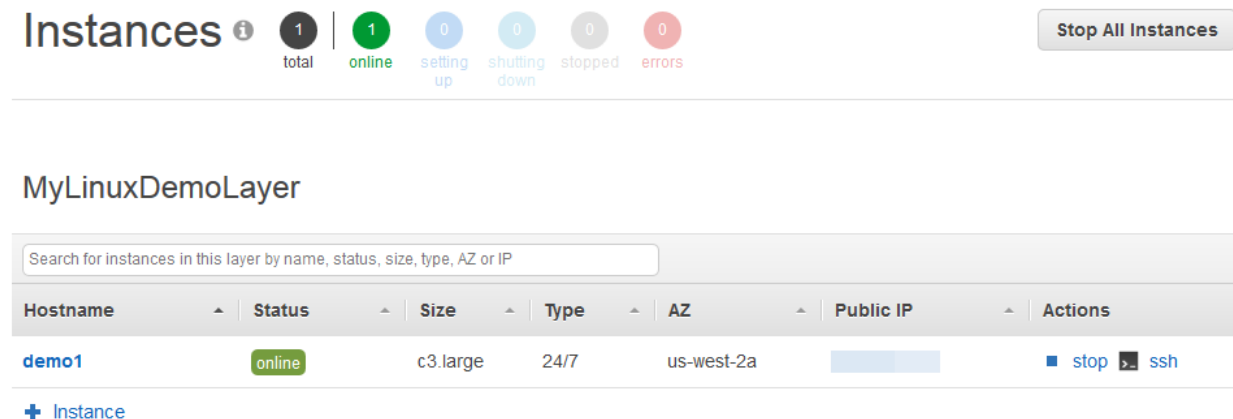 Instances i 1 1 0 0 0 0 Stop All Instances
total online setting up shutting down stopped errors
MyLinuxDemoLayer
Search for instances in this layer by name, status, size, type, AZ or IP
Hostname Status Size Type AZ Public IP Actions
demo1 online c3.large 24/7 us-west-2a stop ssh
Instance